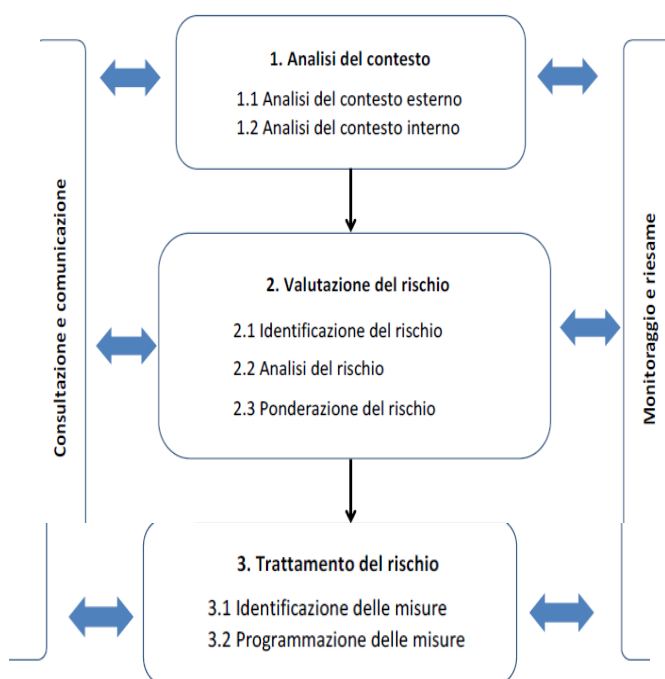 1. Analisi del contesto
1.1 Analisi del contesto esterno
1.2 Analisi del contesto interno
Consultazione e comunicazione
2. Valutazione del rischio
2.1 Identificazione del rischio
2.2 Analisi del rischio
2.3 Ponderazione del rischio
Monitoraggio e riesame
3. Trattamento del rischio
3.1 Identificazione delle misure
3.2 Programmazione delle misure